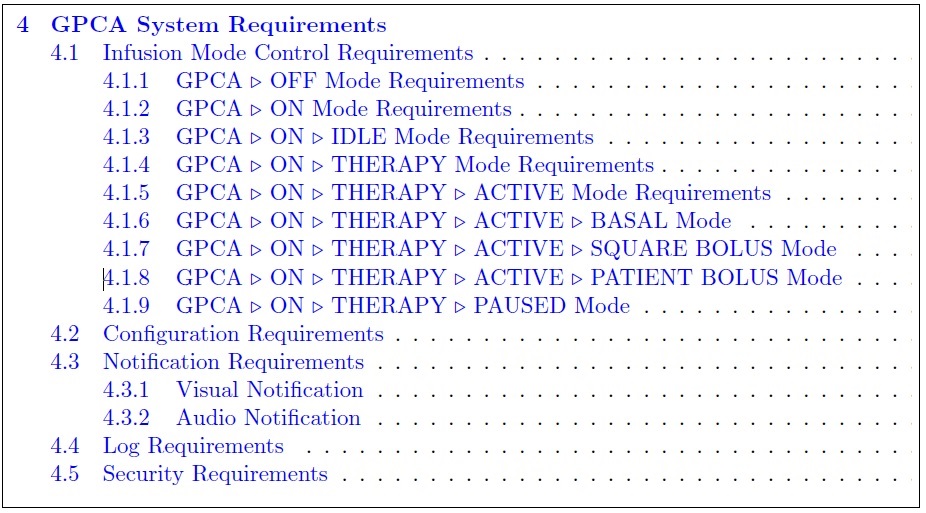 4 GPCA System Requirements
4.1 Infusion Mode Control Requirements . . . . . . . . . . . . . . . . . . . . . . . . .
4.1.1 GPCA ▷ OFF Mode Requirements . . . . . . . . . . . . . . . . . . . . . .
4.1.2 GPCA ▷ ON Mode Requirements . . . . . . . . . . . . . . . . . . . . . . .
4.1.3 GPCA ▷ ON ▷ IDLE Mode Requirements . . . . . . . . . . . . . . . . . .
4.1.4 GPCA ▷ ON ▷ THERAPY Mode Requirements . . . . . . . . . . . . . . .
4.1.5 GPCA ▷ ON ▷ THERAPY ▷ ACTIVE Mode Requirements . . . . . .
4.1.6 GPCA ▷ ON ▷ THERAPY ▷ ACTIVE ▷ BASAL Mode . . . . . . .
4.1.7 GPCA ▷ ON ▷ THERAPY ▷ ACTIVE ▷ SQUARE BOLUS Mode . . .
4.1.8 GPCA ▷ ON ▷ THERAPY ▷ ACTIVE ▷ PATIENT BOLUS Mode . . .
4.1.9 GPCA ▷ ON ▷ THERAPY ▷ PAUSED Mode . . . . . . . . . . . . . . . .
4.2 Configuration Requirements . . . . . . . . . . . . . . . . . . . . . . . . . . . . . .
4.3 Notification Requirements . . . . . . . . . . . . . . . . . . . . . . . . . . . . . . .
4.3.1 Visual Notification . . . . . . . . . . . . . . . . . . . . . . . . . . . . . . .
4.3.2 Audio Notification . . . . . . . . . . . . . . . . . . . . . . . . . . . . . . .
4.4 Log Requirements . . . . . . . . . . . . . . . . . . . . . . . . . . . . . . . . . . .
4.5 Security Requirements . . . . . . . . . . . . . . . . . . . . . . . . . . . . . . . . .